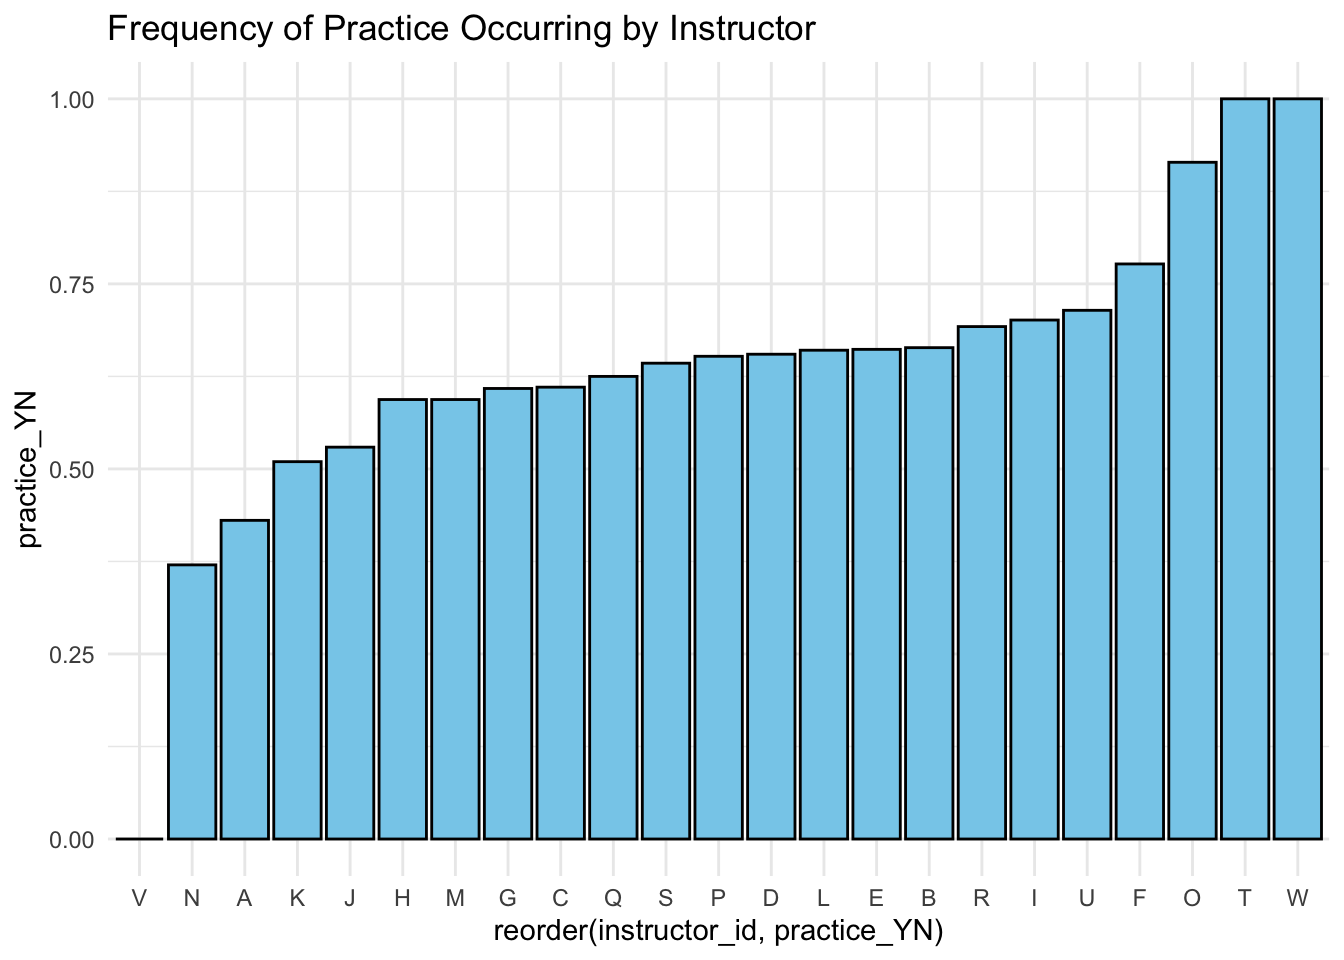 Frequency of Practice Occurring by Instructor
practice_YN
1.00
0.75
0.50
0.25
0.00
V N A K J H M G C Q S P D L E B R I U F O T W
reorder(instructor_id, practice_YN)